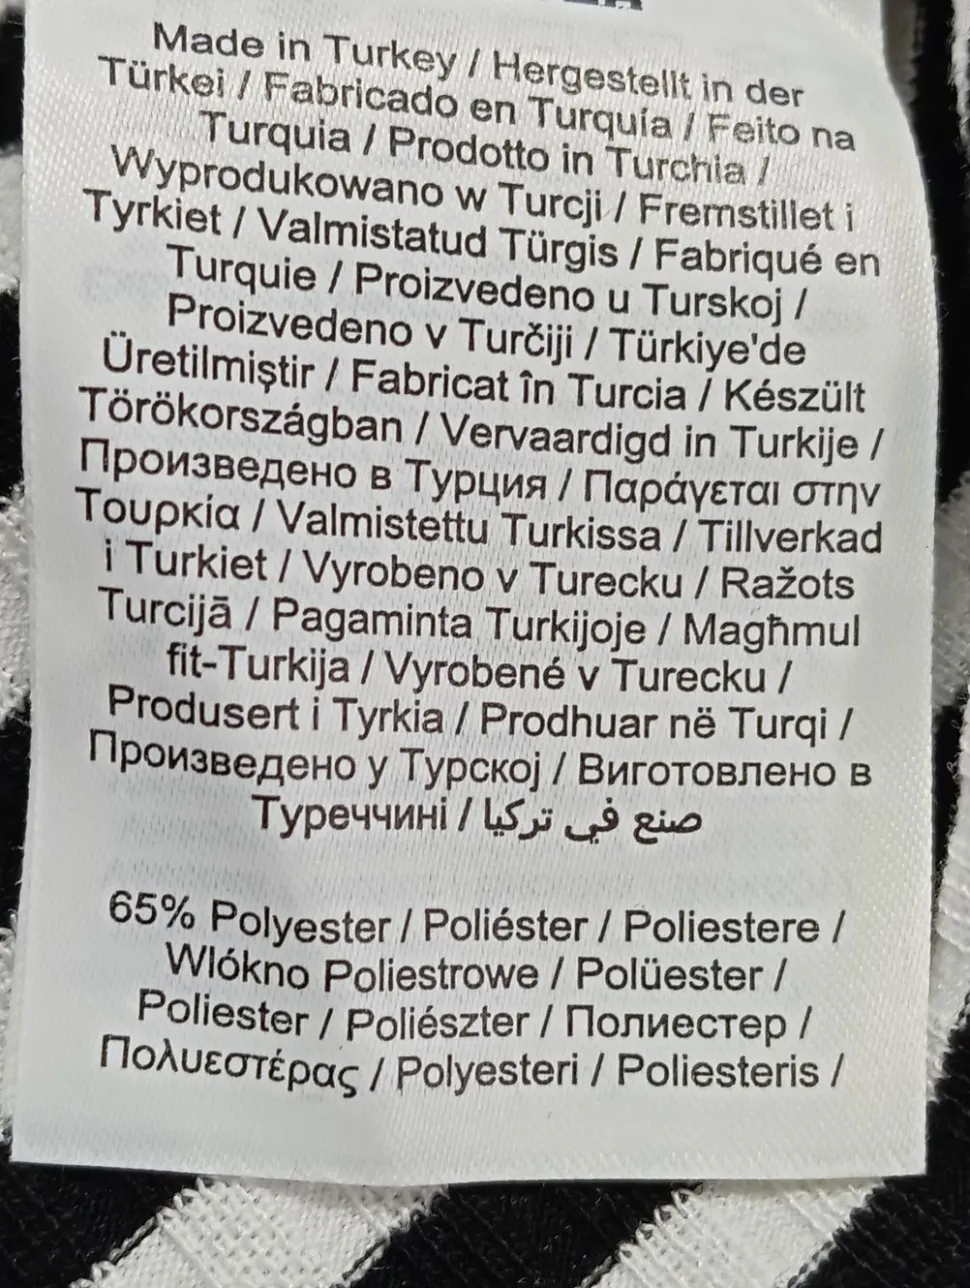 Made in Turkey / Hergestellt in der
Türkei / Fabricado en Turquía / Feito na
Turquia / Prodotto in Turchia /
Wyprodukowano w Turcji / Fremstillet i
Tyrkiet / Valmistatud Türgis / Fabriqué en
Turquie / Proizvedeno u Turskoj /
Proizvedeno v Turčiji / Türkiye'de
Üretilmiştir / Fabricat în Turcia / Készült
Törökországban / Vervaardigd in Turkije /
Произведено в Турция / Παράγεται στην
Τουρκία / Valmistettu Turkissa / Tillverkad
i Turkiet / Vyrobeno v Turecku / Ražots
Turcijā / Pagaminta Turkijoje / Magħmul
fit-Turkija / Vyrobené v Turecku /
Produsert i Tyrkia / Prodhuar në Turqi /
Произведено у Турској / Виготовлено в
Туреччині / صنع في تركيا
65% Polyester / Poliéster / Poliestere /
Wlókno Poliestrowe / Polüester /
Poliester / Poliészter / Полиестер /
Πολυεστέρας / Polyesteri / Poliesteris /